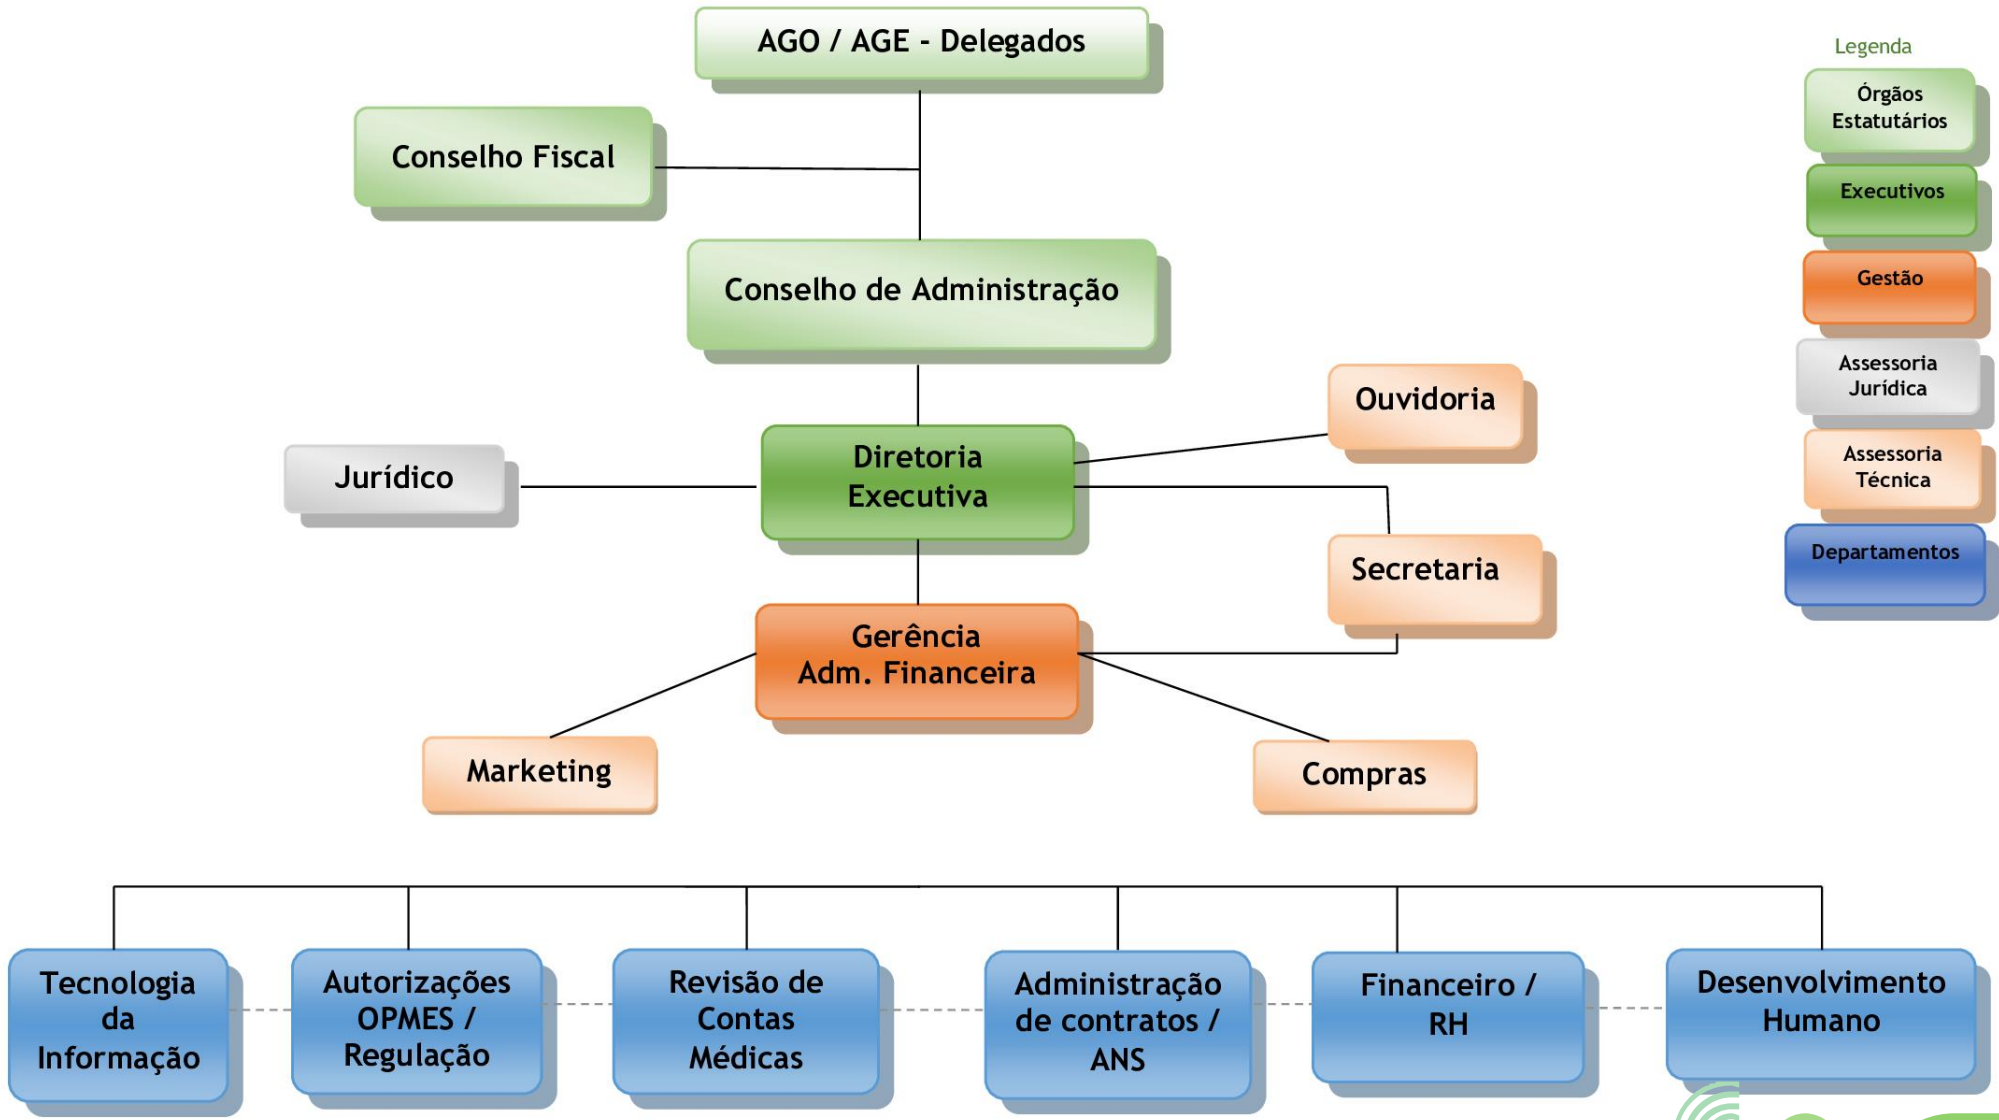 AGO / AGE - Delegados
Legenda
Órgãos
Estatutários
Conselho Fiscal
Executivos
Conselho de Administração
Gestão
Assessoria
Jurídica
Ouvidoria
Diretoria
Executiva
Jurídico
Assessoria
Técnica
Secretaria
Departamentos
Gerência
Adm. Financeira
Marketing
Compras
Tecnologia
da
Informação
Autorizações
OPMES /
Regulação
Revisão de
Contas
Médicas
Administração
de contratos /
ANS
Financeiro /
RH
Desenvolvimento
Humano